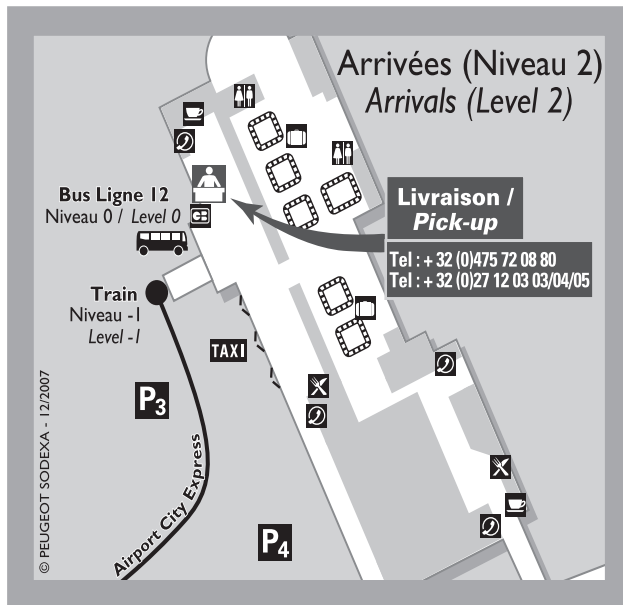 Arrivées (Niveau 2)
Arrivals (Level 2)
Bus Ligne 12
Niveau 0 / Level 0
Livraison /
Pick-up
Tel : + 32 (0)475 72 08 80
Tel : + 32 (0)27 12 03 03/04/05
Train
Niveau -1
Level -1
TAXI
P3
Airport City Express
P4
© PEUGEOT SODEXA - 12/2007